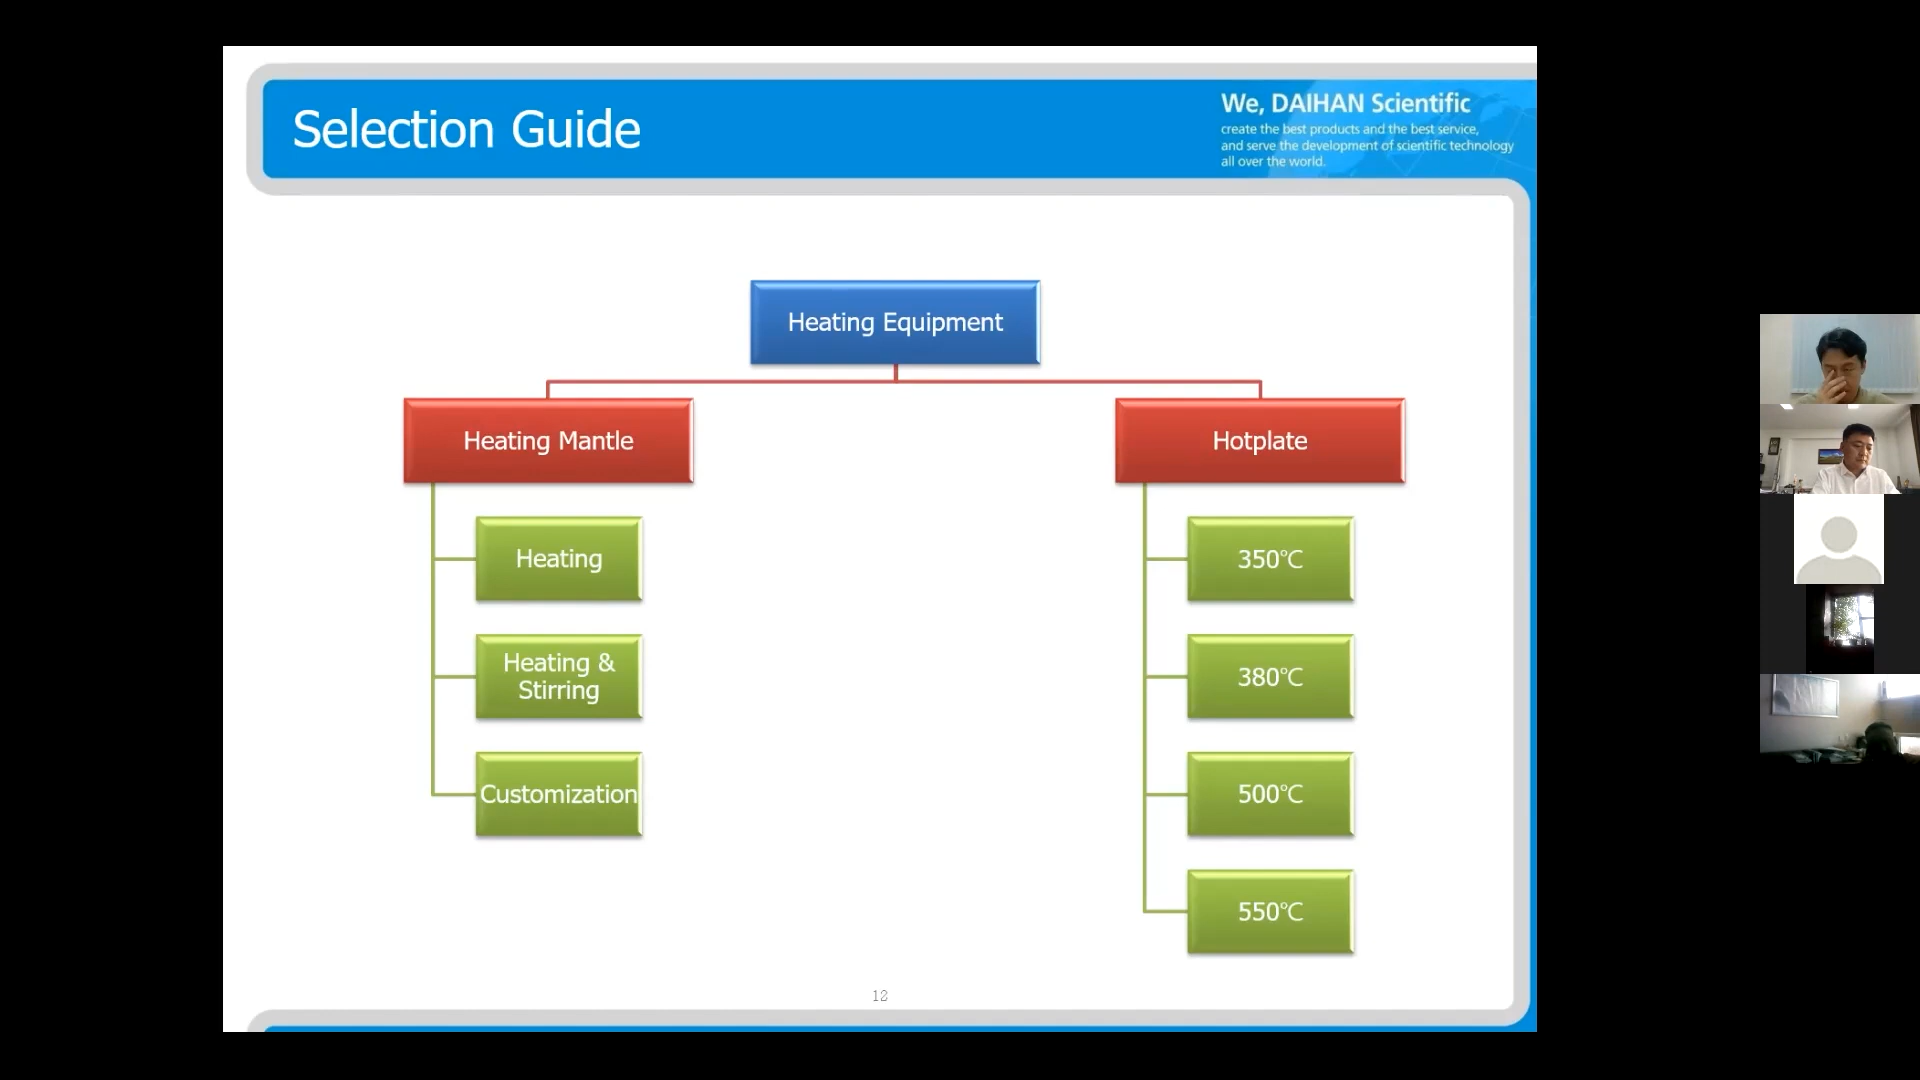 Selection Guide
We, DAIHAN Scientific
create the best products and the best service,
and serve the development of scientific technology
all over the world.
Heating Equipment
Heating Mantle
Hotplate
Heating
350℃
Heating &
Stirring
380℃
Customization
500℃
550℃
12